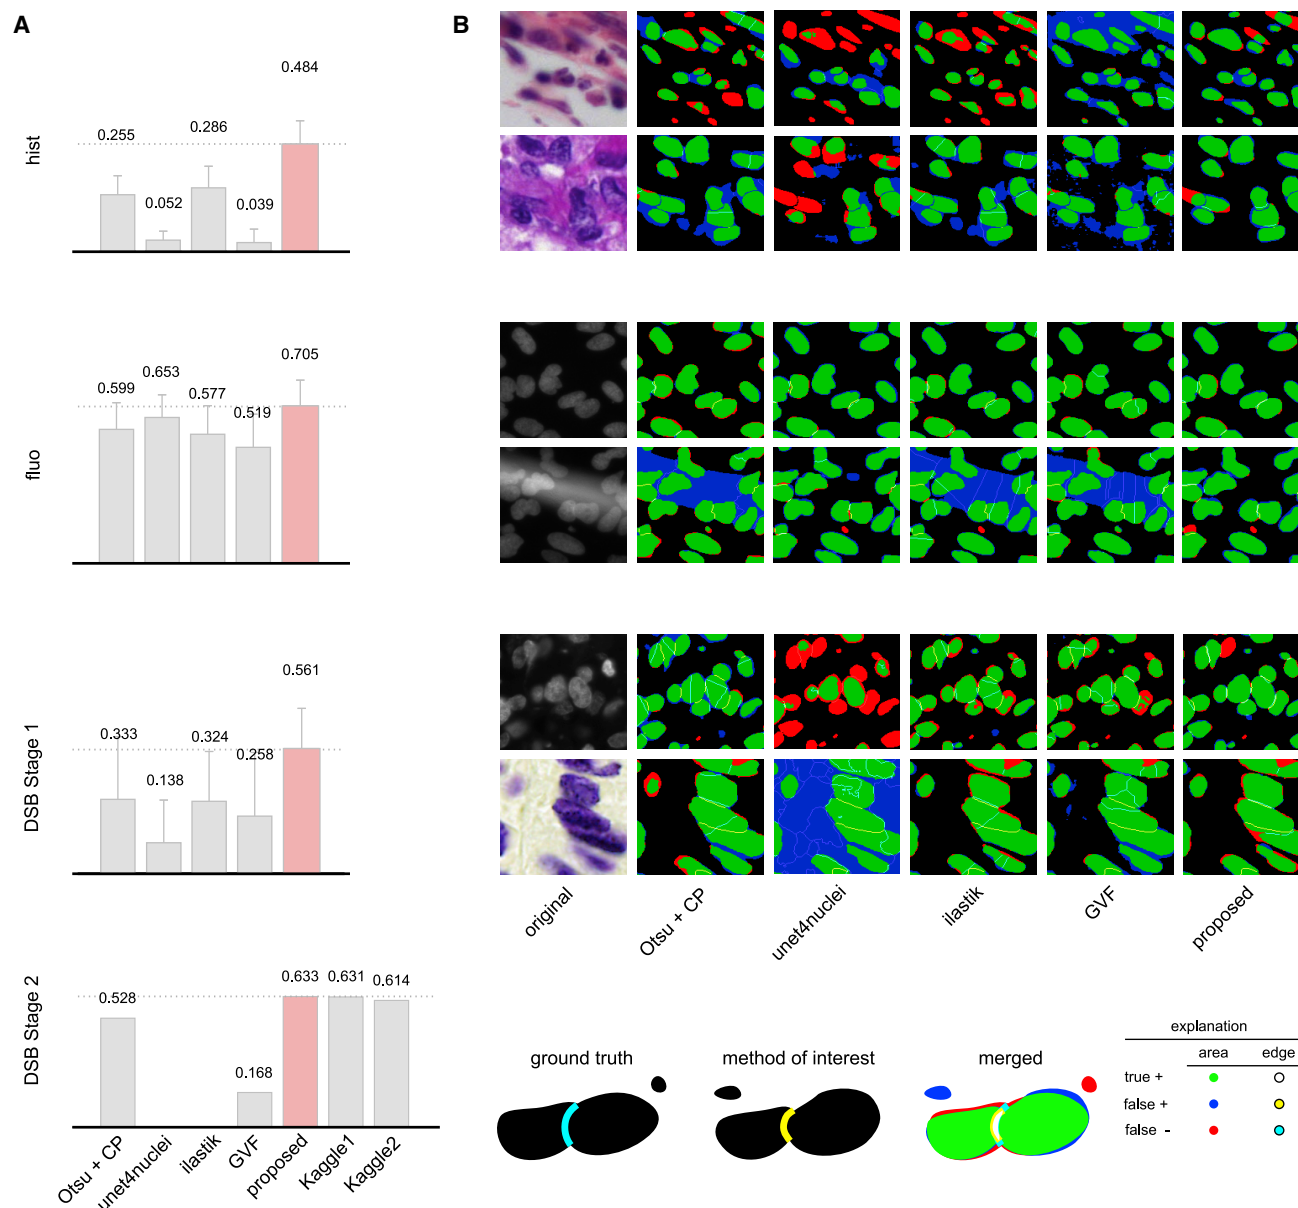 A
B
hist
0.255
0.052
0.286
0.039
0.484
fluo
0.599
0.653
0.577
0.519
0.705
DSB Stage 1
0.333
0.138
0.324
0.258
0.561
DSB Stage 2
0.528
0.168
0.633
0.631
0.614
Otsu + CP
unet4nuclei
ilastik
GVF
proposed
Kaggle1
Kaggle2
original
Otsu + CP
unet4nuclei
ilastik
GVF
proposed
ground truth
method of interest
merged
explanation
area edge
true +
false +
false -